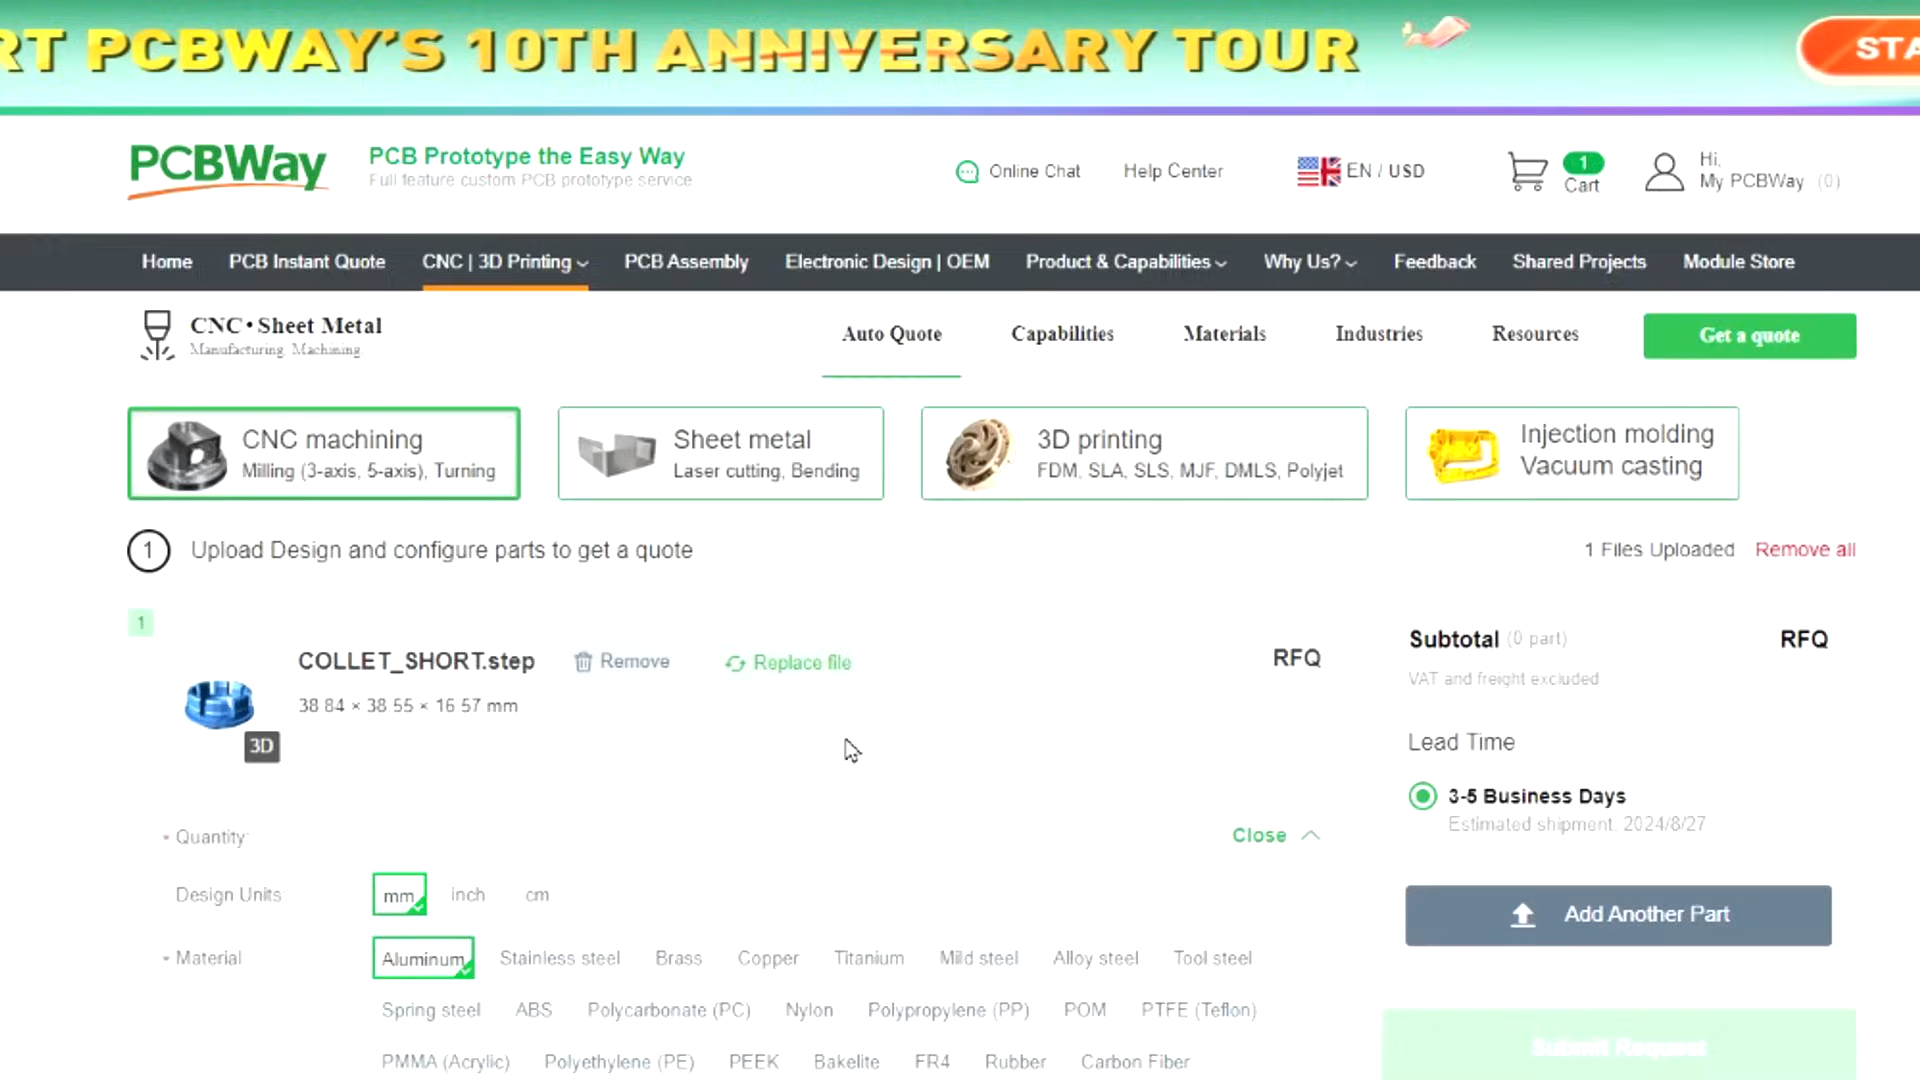 RT PCBWAY'S 10TH ANNIVERSARY TOUR
STA
PCBWay
PCB Prototype the Easy Way
Full feature custom PCB prototype service
Online Chat
Help Center
EN / USD
1
Cart
Hi,
My PCBWay (0)
Home
PCB Instant Quote
CNC | 3D Printing
PCB Assembly
Electronic Design | OEM
Product & Capabilities
Why Us?
Feedback
Shared Projects
Module Store
CNC•Sheet Metal
Manufacturing, Machining
Auto Quote
Capabilities
Materials
Industries
Resources
Get a quote
CNC machining
Milling (3-axis, 5-axis), Turning
Sheet metal
Laser cutting, Bending
3D printing
FDM, SLA, SLS, MJF, DMLS, Polyjet
Injection molding
Vacuum casting
1
Upload Design and configure parts to get a quote
1 Files Uploaded
Remove all
1
COLLET_SHORT.step
Remove
Replace file
RFQ
38.84 × 38.55 × 16.57 mm
3D
Subtotal (0 part)
RFQ
VAT and freight excluded
Lead Time
3-5 Business Days
Estimated shipment: 2024/8/27
Quantity:
Close
Design Units:
mm
inch
cm
Material
Aluminum
Stainless steel
Brass
Copper
Titanium
Mild steel
Alloy steel
Tool steel
Spring steel
ABS
Polycarbonate (PC)
Nylon
Polypropylene (PP)
POM
PTFE (Teflon)
PMMA (Acrylic)
Polyethylene (PE)
PEEK
Bakelite
FR4
Rubber
Carbon Fiber
Add Another Part
Submit Request